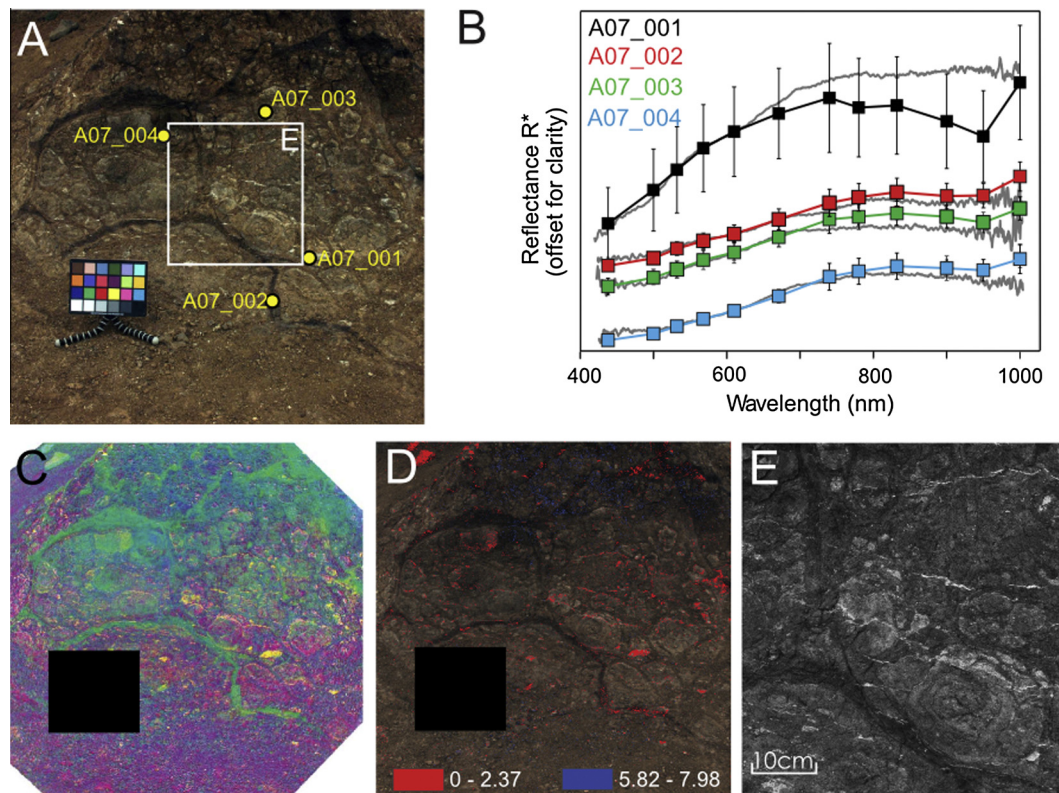 A
A07_003
A07_004
E
A07_001
A07_002
B
A07_001
A07_002
A07_003
A07_004
Reflectance R*
(offset for clarity)
400
600
800
1000
Wavelength (nm)
C
D
0 - 2.37
5.82 - 7.98
E
10cm